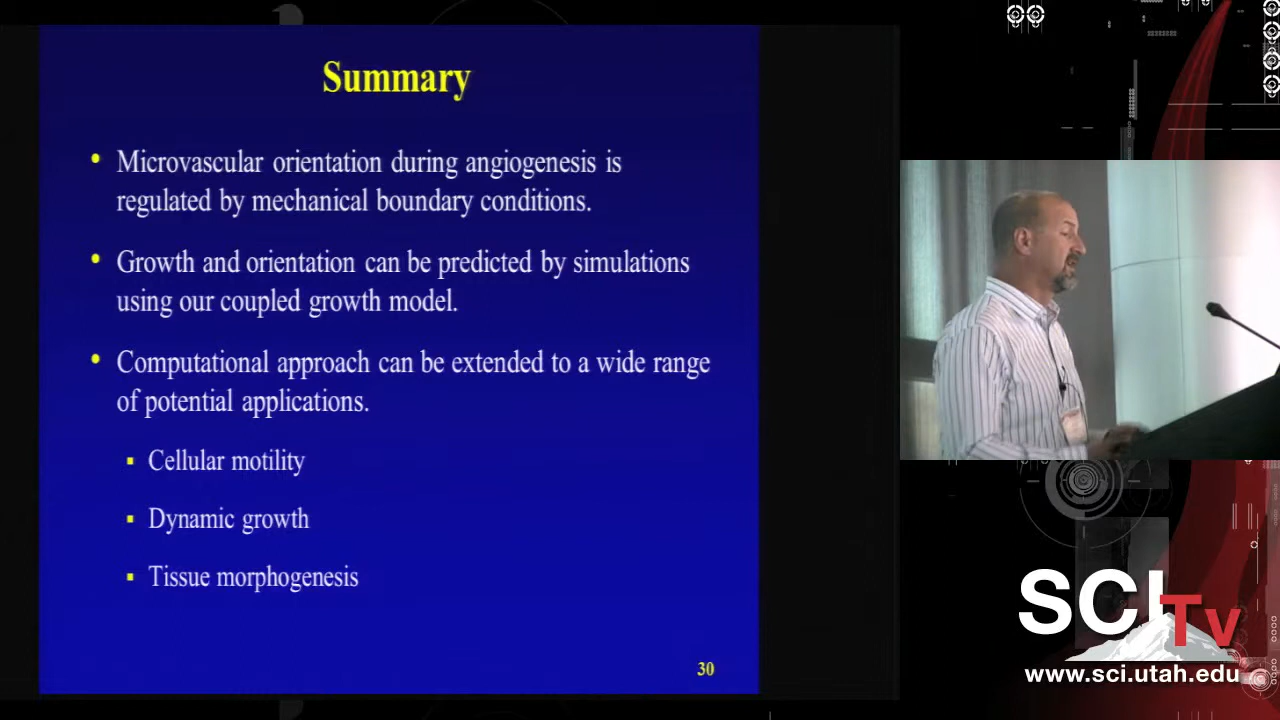 Summary
• Microvascular orientation during angiogenesis is
regulated by mechanical boundary conditions.
• Growth and orientation can be predicted by simulations
using our coupled growth model.
• Computational approach can be extended to a wide range
of potential applications.
▪ Cellular motility
▪ Dynamic growth
▪ Tissue morphogenesis
30
SCI
Tv
www.sci.utah.edu